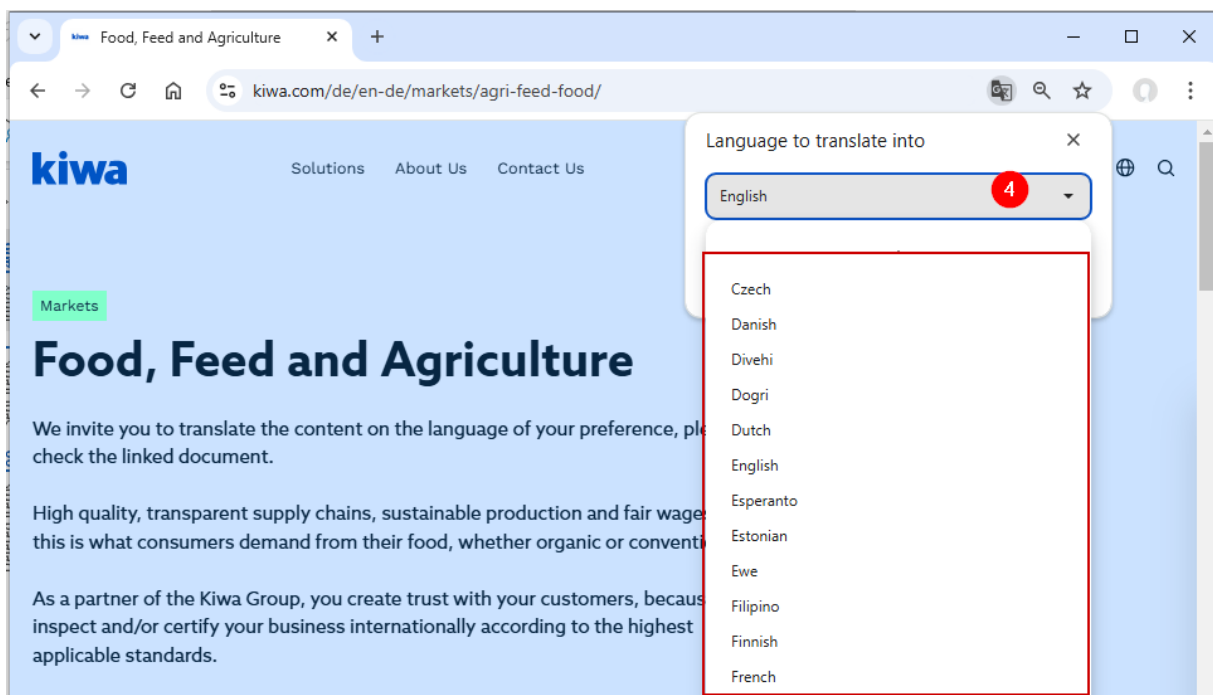 Food, Feed and Agriculture
kiwa.com/de/en-de/markets/agri-feed-food/
kiwa
Solutions About Us Contact Us
Language to translate into
English
4
Czech
Danish
Divehi
Dogri
Dutch
English
Esperanto
Estonian
Ewe
Filipino
Finnish
French
Markets
Food, Feed and Agriculture
We invite you to translate the content on the language of your preference,
check the linked document.
High quality, transparent supply chains, sustainable production and fair
this is what consumers demand from their food, whether organic or
As a partner of the Kiwa Group, you create trust with your customers,
inspect and/or certify your business internationally according to the highest
applicable standards.